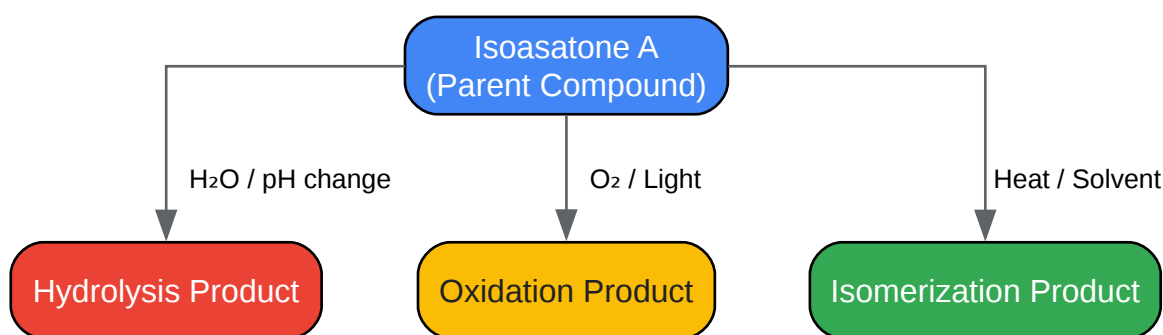 Isoasatone A
(Parent Compound)
H₂O / pH change
O₂ / Light
Heat / Solvent
Hydrolysis Product
Oxidation Product
Isomerization Product